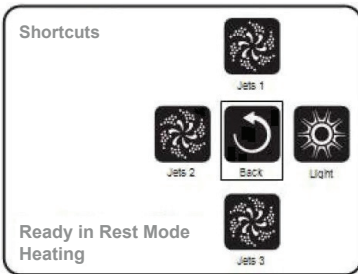 Shortcuts
Jets 1
Jets 2
Back
Light
Ready in Rest Mode
Heating
Jets 3